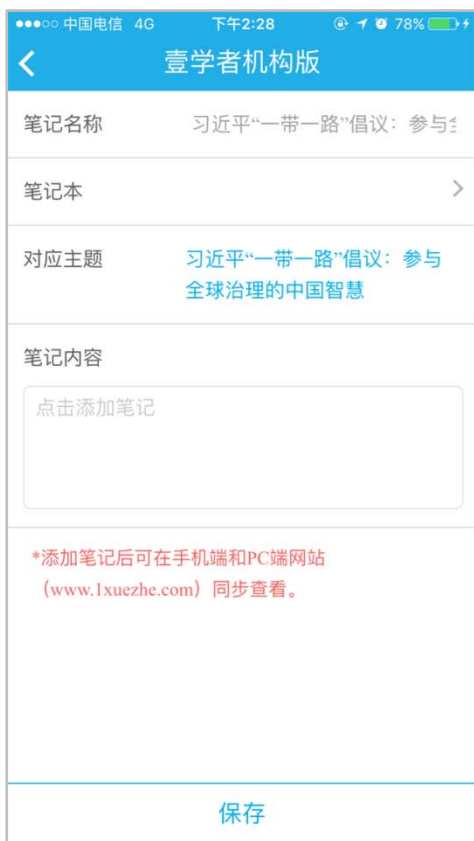 中国电信 4G 下午2:28 78%
壹学者机构版
笔记名称 习近平“一带一路”倡议：参与
笔记本
对应主题 习近平“一带一路”倡议：参与
全球治理的中国智慧
笔记内容
点击添加笔记
*添加笔记后可在手机端和PC端网站
（www.1xuezhe.com）同步查看。
保存